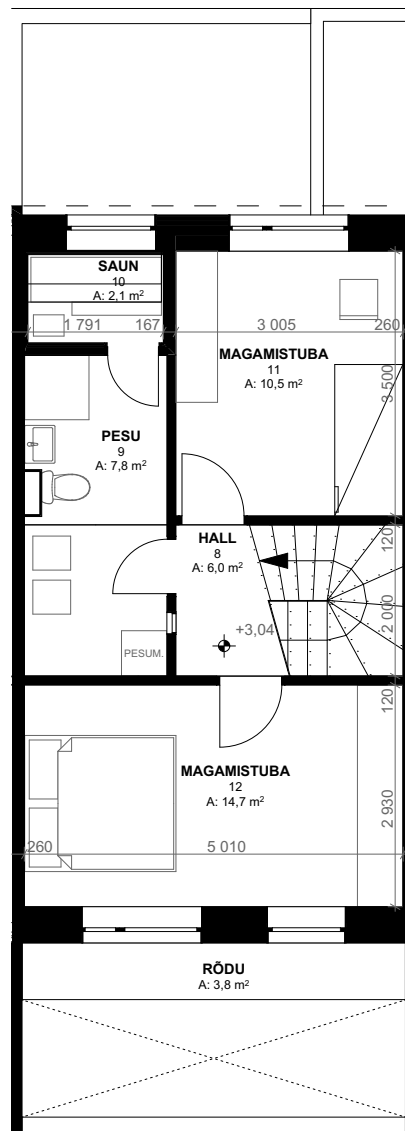 SAUN
10
A: 2,1 m²
1 791
167
3 005
260
MAGAMISTUBA
11
A: 10,5 m²
3 500
PESU
9
A: 7,8 m²
HALL
8
A: 6,0 m²
120
2 000
+3,04
PESUM.
120
MAGAMISTUBA
12
A: 14,7 m²
2 930
260
5 010
RÕDU
A: 3,8 m²